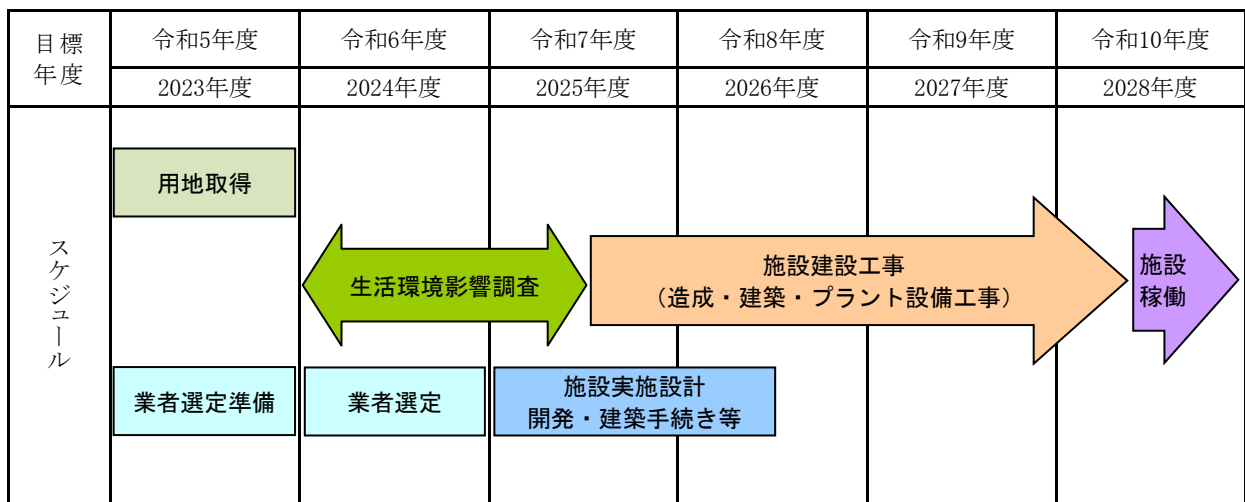 目標
年度
令和5年度
令和6年度
令和7年度
令和8年度
令和9年度
令和10年度
2023年度
2024年度
2025年度
2026年度
2027年度
2028年度
スケジュール
用地取得
生活環境影響調査
施設建設工事
（造成・建築・プラント設備工事）
施設
稼働
業者選定準備
業者選定
施設実施設計
開発・建築手続き等